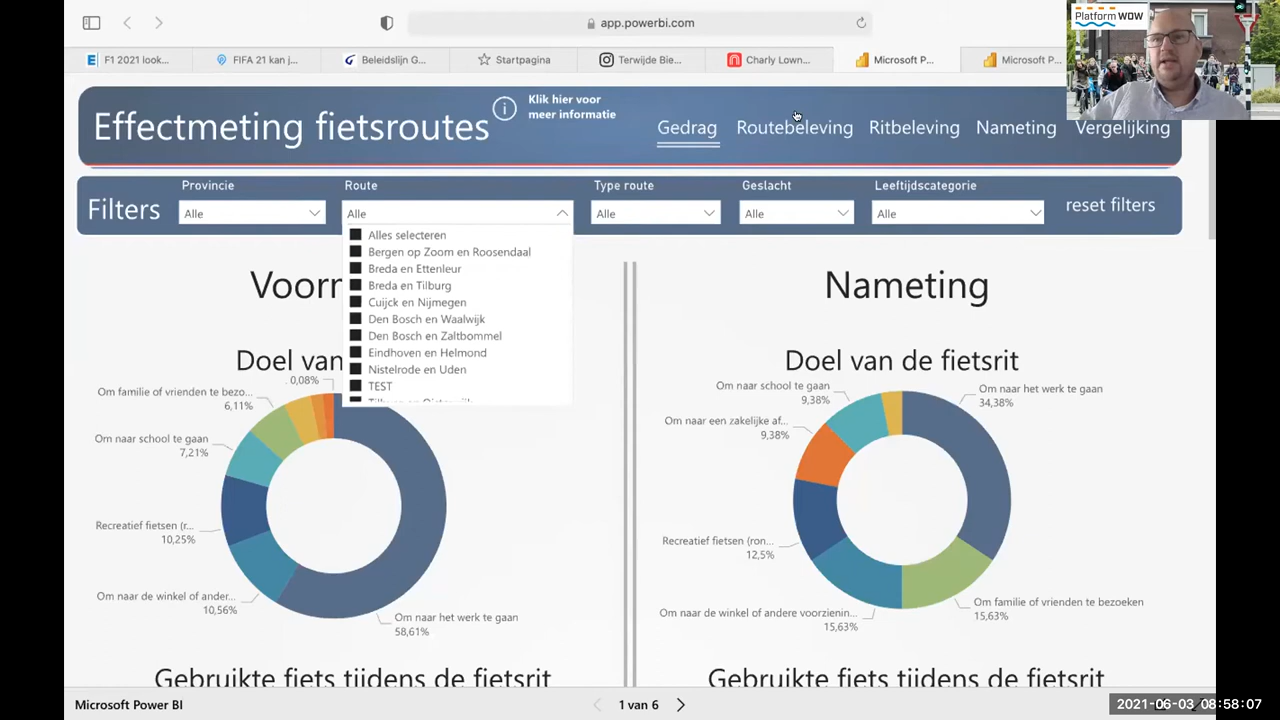 app.powerbi.com
Platform WOW
F1 2021 look...
FIFA 21 kan j...
Beleidslijn G...
Startpagina
Terwijde Bie...
Charly Lown...
Microsoft P...
Microsoft P...
Effectmeting fietsroutes
Klik hier voor
meer informatie
Gedrag
Routebeleving
Ritbeleving
Nameting
Vergelijking
Filters
Provincie
Alle
Route
Alle
Type route
Alle
Geslacht
Alle
Leeftijdscategorie
Alle
reset filters
Alles selecteren
Bergen op Zoom en Roosendaal
Breda en Ettenleur
Breda en Tilburg
Cuijck en Nijmegen
Den Bosch en Waalwijk
Den Bosch en Zaltbommel
Eindhoven en Helmond
Nistelrode en Uden
TEST
Doel van
0,08%
Om familie of vrienden te bezo...
6,11%
Om naar school te gaan
7,21%
Recreatief fietsen (r...
10,25%
Om naar de winkel of ander...
10,56%
Om naar het werk te gaan
58,61%
Gebruikte fiets tijdens de fietsrit
Nameting
Doel van de fietsrit
Om naar school te gaan
9,38%
Om naar het werk te gaan
34,38%
Om naar een zakelijke af...
9,38%
Recreatief fietsen (ron...
12,5%
Om naar de winkel of andere voorzienin...
15,63%
Om familie of vrienden te bezoeken
15,63%
Gebruikte fiets tijdens de fietsrit
Microsoft Power BI
1 van 6
2021-06-03 08:58:07